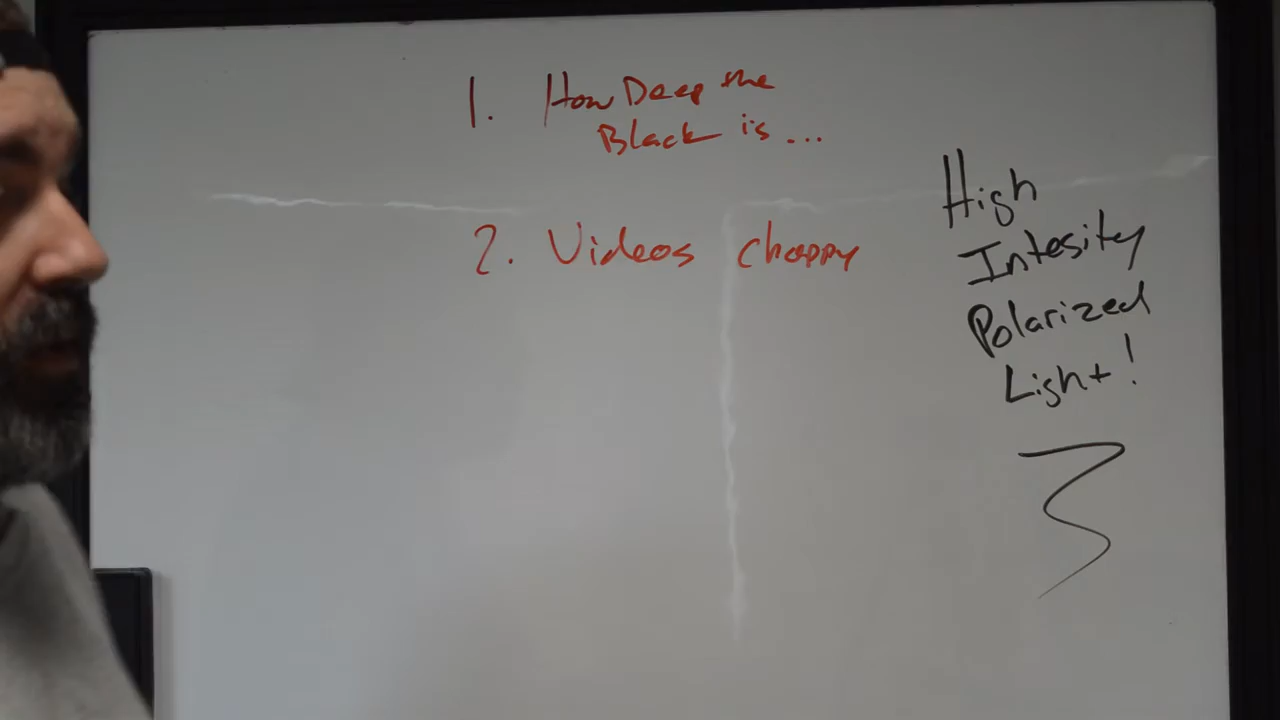 1. How Deep the
Black is ...
2. Videos choppy
High
Intesity
Polarized
Light!